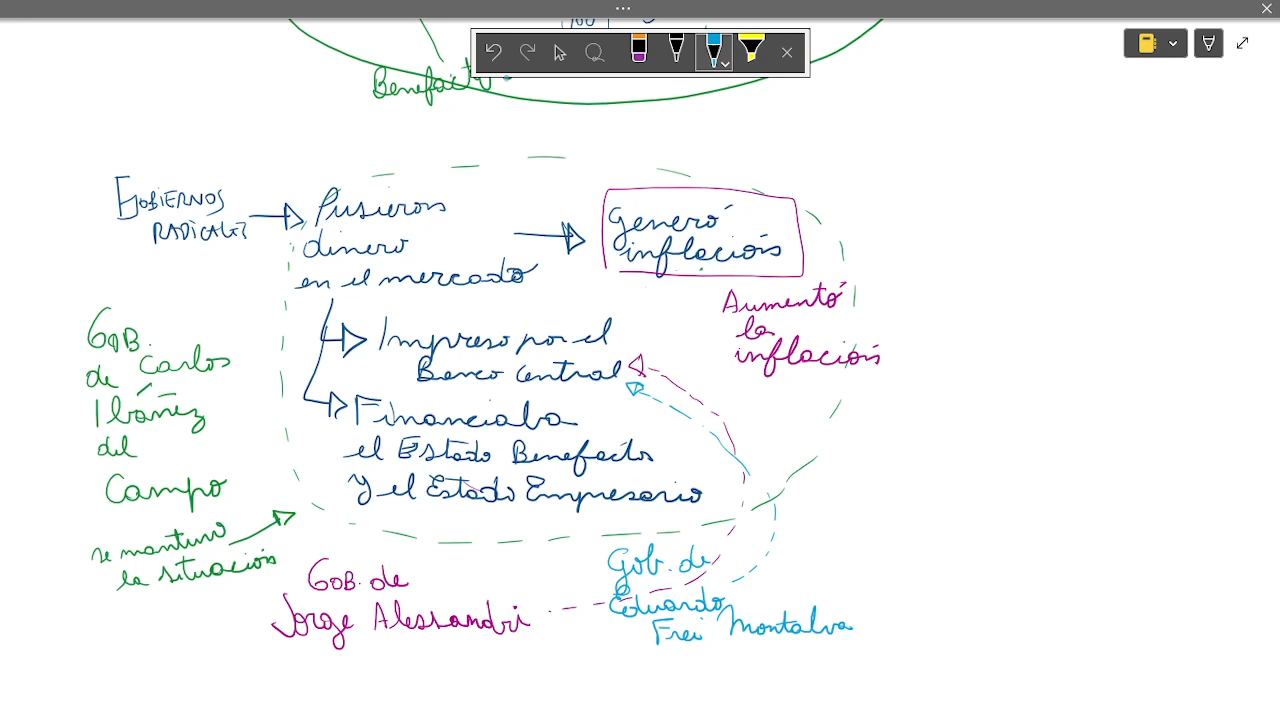 Benefacto
GOBIERNOS
RADICALES
Pusieron
dinero
en el mercado
Generó
inflación
Aumentó
la
inflación
Impreso por el
Banco Central
Financiaba
el Estado Benefactor
y el Estado Empresario
GOB.
de Carlos
Ibáñez
del
Campo
se mantuvo
la situación
GOB. de
Jorge Alessandri
Gob. de
Eduardo
Frei Montalva